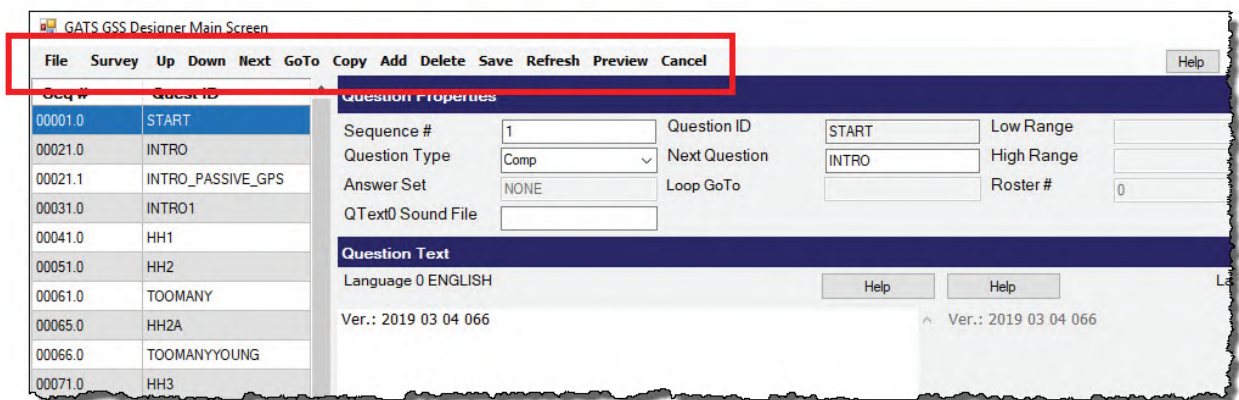 GATS GSS Designer Main Screen
File Survey Up Down Next GoTo Copy Add Delete Save Refresh Preview Cancel Help
Seq # Quest ID
Question Properties
00001.0 START
00021.0 INTRO
00021.1 INTRO_PASSIVE_GPS
00031.0 INTRO1
00041.0 HH1
00051.0 HH2
00061.0 TOOMANY
00065.0 HH2A
00066.0 TOOMANYYOUNG
00071.0 HH3
Sequence # 1 Question ID START Low Range
Question Type Comp Next Question INTRO High Range
Answer Set NONE Loop GoTo Roster # 0
QText0 Sound File
Question Text
Language 0 ENGLISH Help Help La
Ver.: 2019 03 04 066 Ver.: 2019 03 04 066